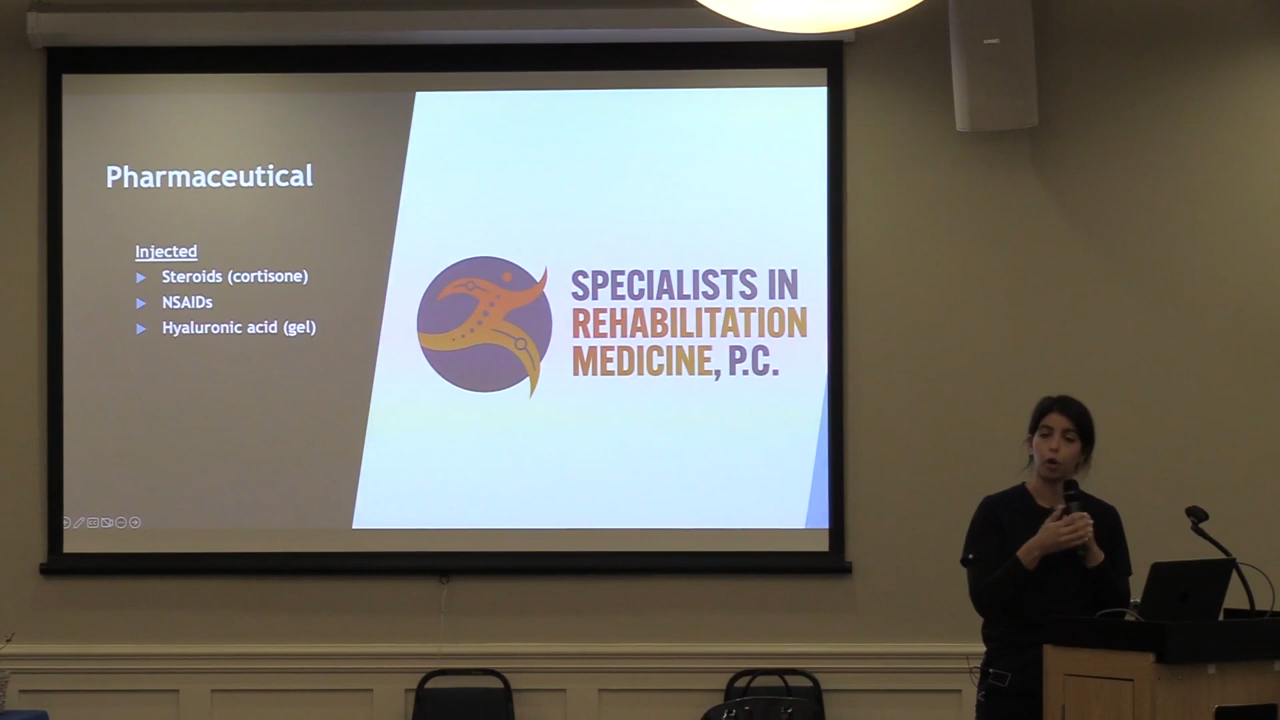 Pharmaceutical
Injected
Steroids (cortisone)
NSAIDs
Hyaluronic acid (gel)
SPECIALISTS IN
REHABILITATION
MEDICINE, P.C.